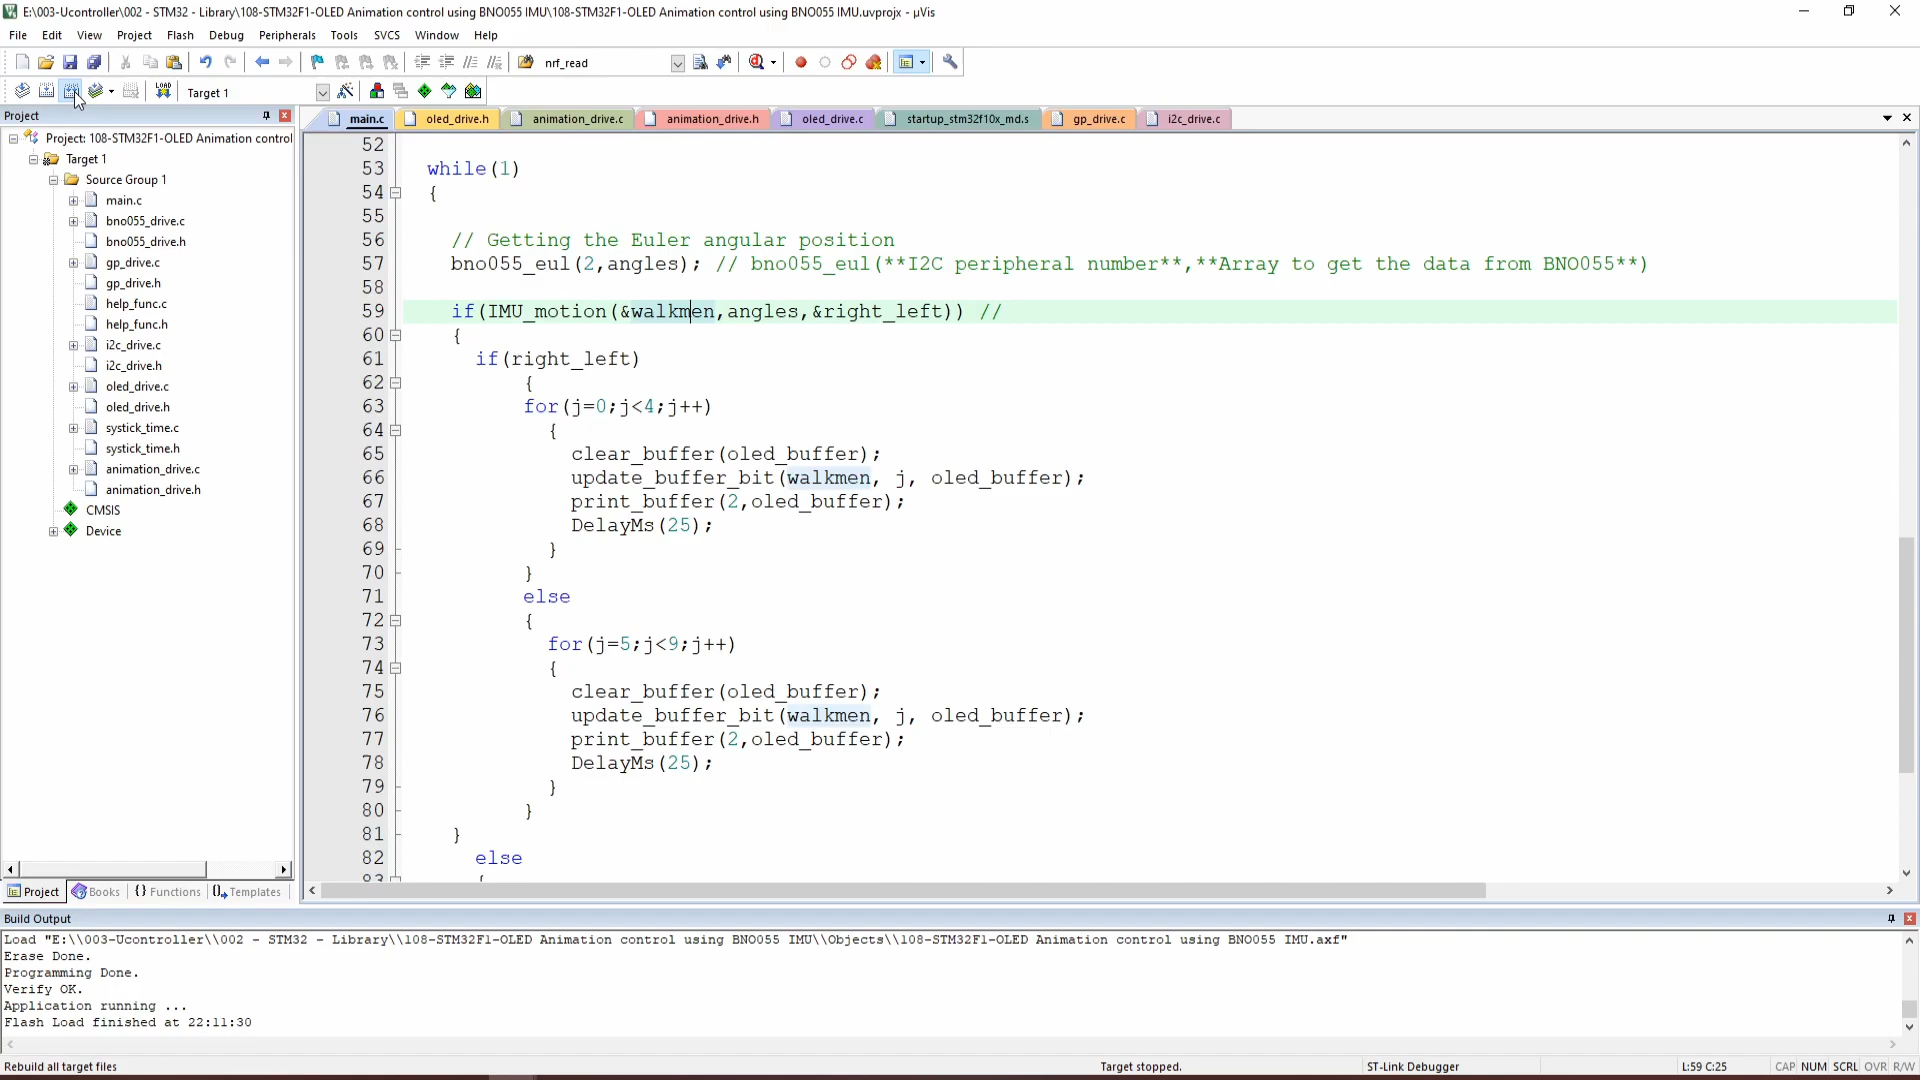 E:\003-Ucontroller\002 - STM32 - Library\108-STM32F1-OLED Animation control using BNO055 IMU\108-STM32F1-OLED Animation control using BNO055 IMU.uvprojx - µVis
File Edit View Project Flash Debug Peripherals Tools SVCS Window Help
nrf_read
LOAD Target 1
Project
main.c oled_drive.h animation_drive.c animation_drive.h oled_drive.c startup_stm32f10x_md.s gp_drive.c i2c_drive.c
Project: 108-STM32F1-OLED Animation control
Target 1
Source Group 1
main.c
bno055_drive.c
bno055_drive.h
gp_drive.c
gp_drive.h
help_func.c
help_func.h
i2c_drive.c
i2c_drive.h
oled_drive.c
oled_drive.h
systick_time.c
systick_time.h
animation_drive.c
animation_drive.h
CMSIS
Device
Project Books {} Functions Templates
52
53 while(1)
54 {
55
56 // Getting the Euler angular position
57 bno055_eul(2,angles); // bno055_eul(**I2C peripheral number**,**Array to get the data from BNO055**)
58
59 if(IMU_motion(&walkmen,angles,&right_left)) //
60 {
61 if(right_left)
62 {
63 for(j=0;j<4;j++)
64 {
65 clear_buffer(oled_buffer);
66 update_buffer_bit(walkmen, j, oled_buffer);
67 print_buffer(2,oled_buffer);
68 DelayMs(25);
69 }
70 }
71 else
72 {
73 for(j=5;j<9;j++)
74 {
75 clear_buffer(oled_buffer);
76 update_buffer_bit(walkmen, j, oled_buffer);
77 print_buffer(2,oled_buffer);
78 DelayMs(25);
79 }
80 }
81 }
82 else
83 {
Build Output
Load "E:\\003-Ucontroller\\002 - STM32 - Library\\108-STM32F1-OLED Animation control using BNO055 IMU\\Objects\\108-STM32F1-OLED Animation control using BNO055 IMU.axf"
Erase Done.
Programming Done.
Verify OK.
Application running ...
Flash Load finished at 22:11:30
Rebuild all target files Target stopped. ST-Link Debugger L:59 C:25 CAP NUM SCRL OVR R/W